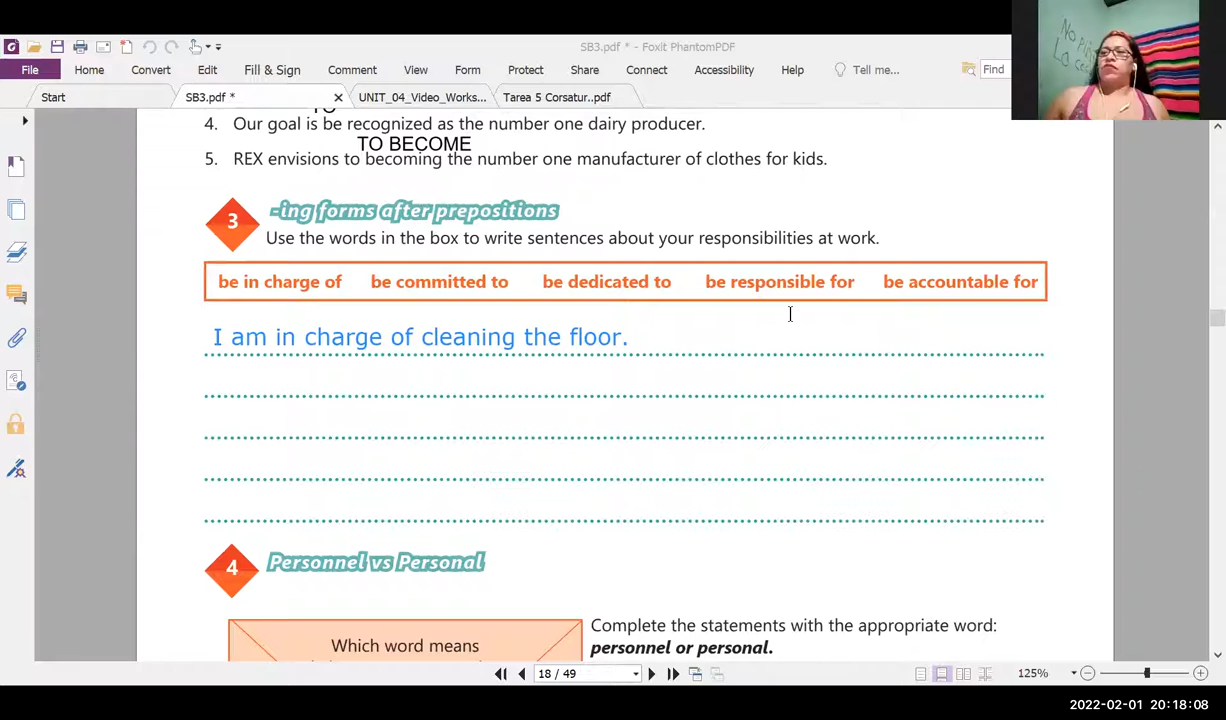 SB3.pdf * - Foxit PhantomPDF
File Home Convert Edit Fill & Sign Comment View Form Protect Share Connect Accessibility Help Tell me... Find
Start SB3.pdf * UNIT_04_Video_Works... Tarea 5 Corsatur..pdf
TO
4. Our goal is be recognized as the number one dairy producer.
TO BECOME
5. REX envisions to becoming the number one manufacturer of clothes for kids.
3 -ing forms after prepositions
Use the words in the box to write sentences about your responsibilities at work.
be in charge of be committed to be dedicated to be responsible for be accountable for
I am in charge of cleaning the floor.
4 Personnel vs Personal
Which word means
Complete the statements with the appropriate word:
personnel or personal.
18 / 49
125%
2022-02-01 20:18:08